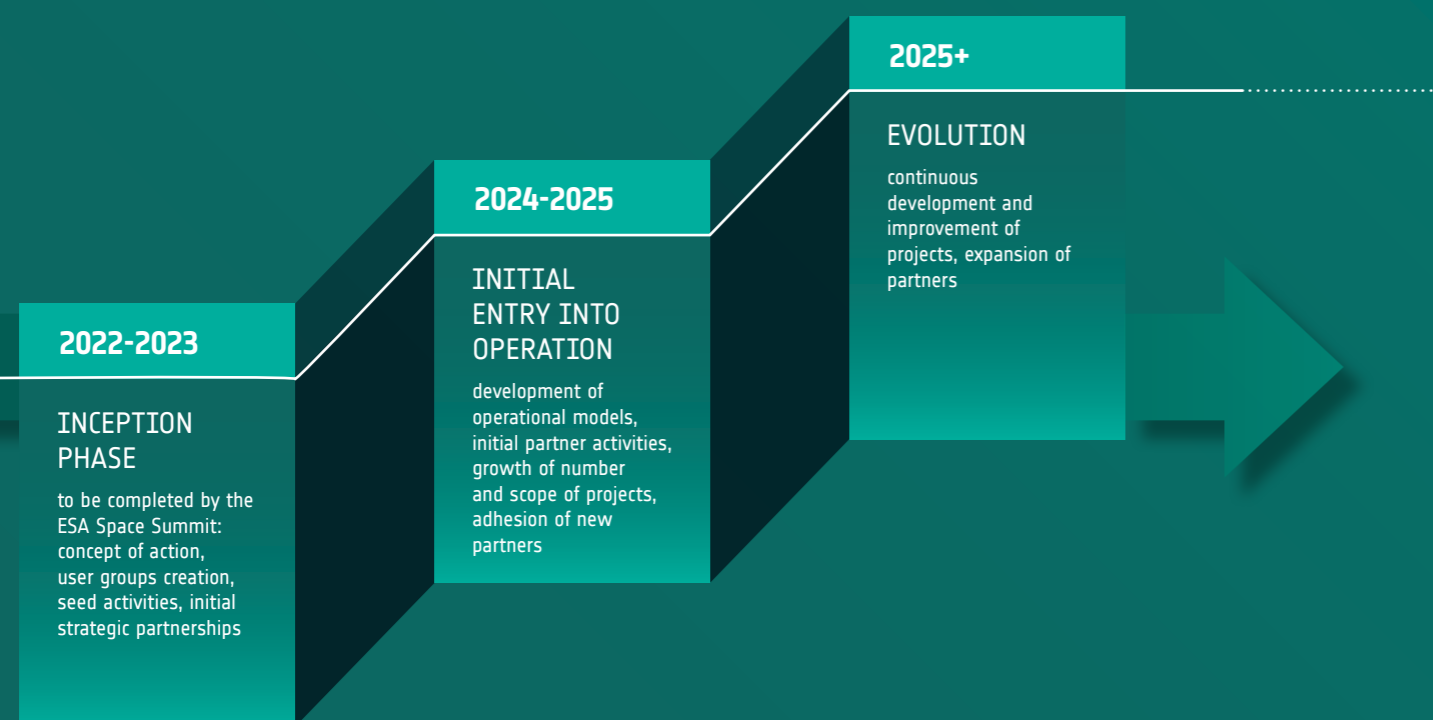 2022-2023
INCEPTION
PHASE
to be completed by the
ESA Space Summit:
concept of action,
user groups creation,
seed activities, initial
strategic partnerships
2024-2025
INITIAL
ENTRY INTO
OPERATION
development of
operational models,
initial partner activities,
growth of number
and scope of projects,
adhesion of new
partners
2025+
EVOLUTION
continuous
development and
improvement of
projects, expansion of
partners